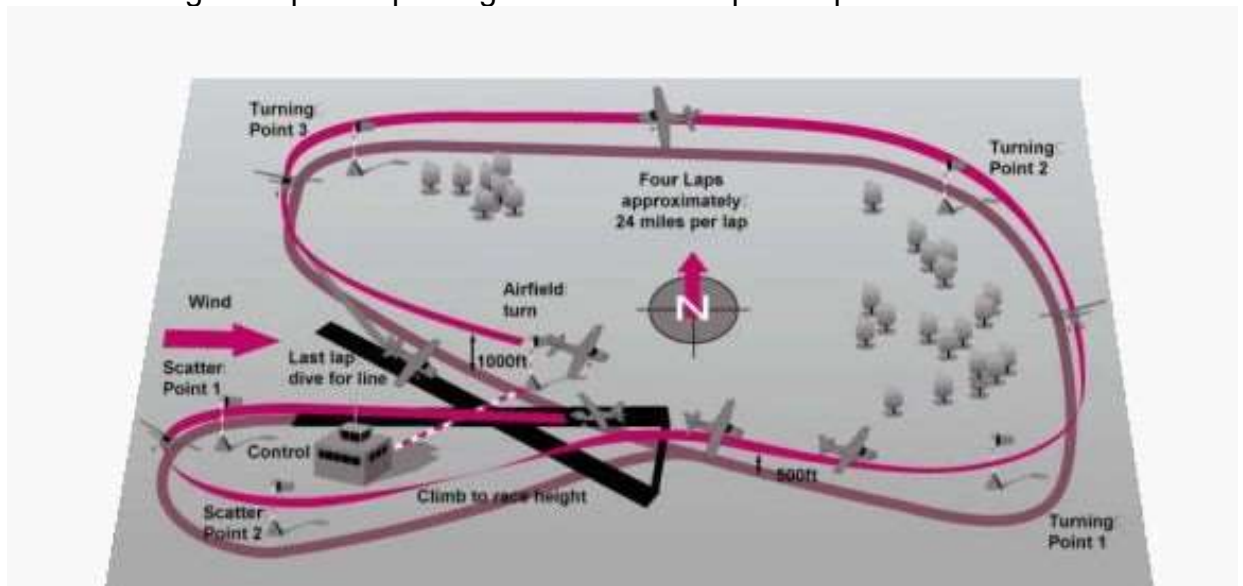 Turning
Point 3
Turning
Point 2
Four Laps
approximately
24 miles per lap
N
Wind
Airfield
turn
Scatter
Point 1
Last lap
dive for line
1000ft
Control
500ft
Climb to race height
Scatter
Point 2
Turning
Point 1